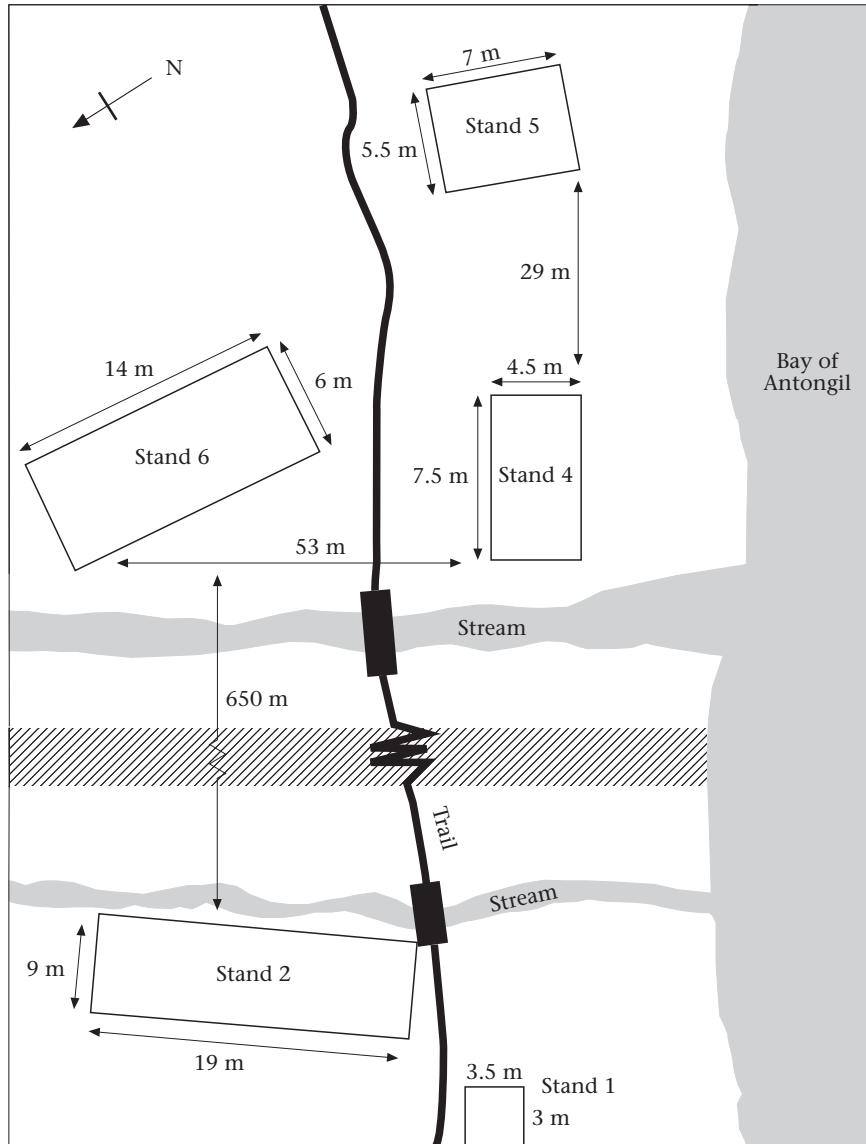 7 m
N
Stand 5
5.5 m
29 m
Bay of
Antongil
14 m
6 m
4.5 m
Stand 6
7.5 m
Stand 4
53 m
Stream
650 m
Trail
Stream
9 m
Stand 2
19 m
3.5 m
Stand 1
3 m